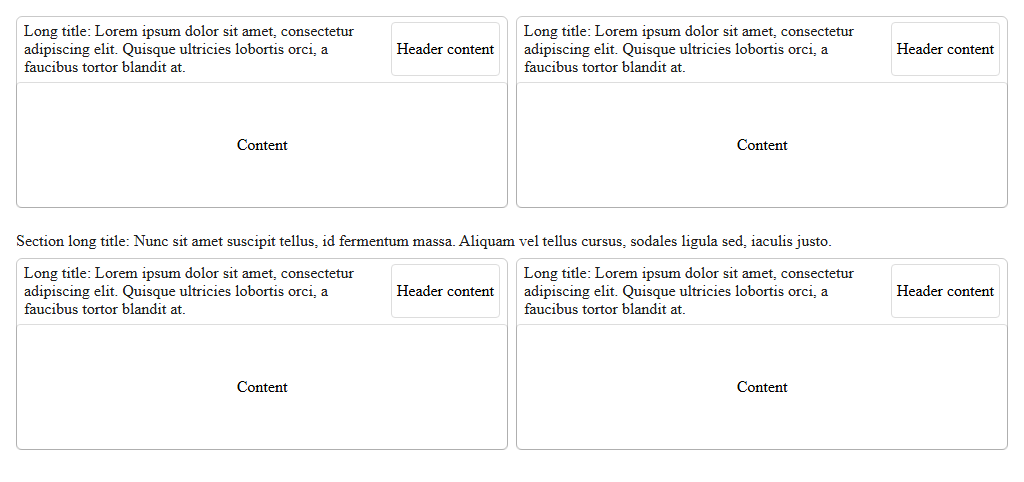 Long title: Lorem ipsum dolor sit amet, consectetur
adipiscing elit. Quisque ultricies lobortis orci, a
faucibus tortor blandit at.
Header content
Content
Long title: Lorem ipsum dolor sit amet, consectetur
adipiscing elit. Quisque ultricies lobortis orci, a
faucibus tortor blandit at.
Header content
Content
Section long title: Nunc sit amet suscipit tellus, id fermentum massa. Aliquam vel tellus cursus, sodales ligula sed, iaculis justo.
Long title: Lorem ipsum dolor sit amet, consectetur
adipiscing elit. Quisque ultricies lobortis orci, a
faucibus tortor blandit at.
Header content
Content
Long title: Lorem ipsum dolor sit amet, consectetur
adipiscing elit. Quisque ultricies lobortis orci, a
faucibus tortor blandit at.
Header content
Content